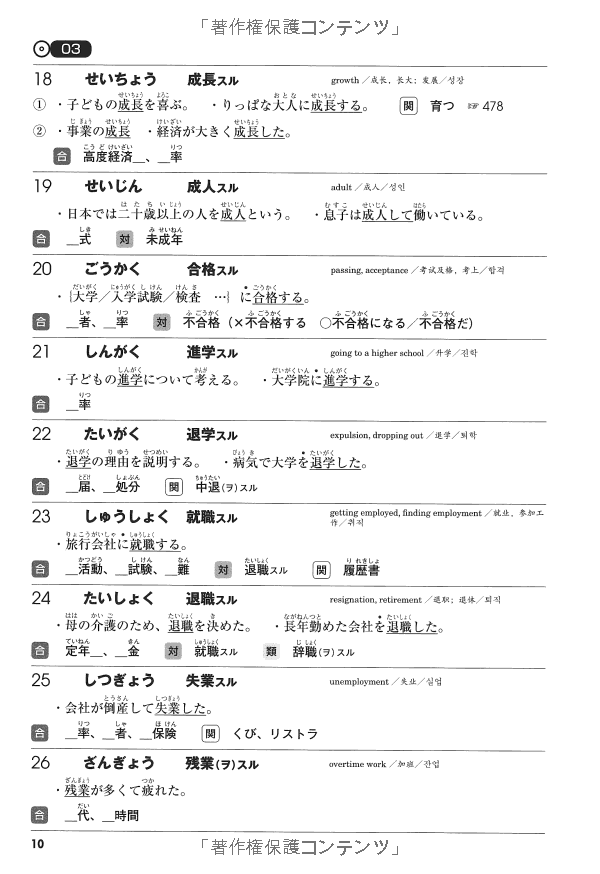 「著作権保護コンテンツ」
03
18 せいちょう 成長スル growth／成长，长大；发展／성장
① ・子どもの成長を喜ぶ。 ・りっぱな大人に成長する。 関 育つ ☞ 478
② ・事業の成長 ・経済が大きく成長した。
合 高度経済__、__率
19 せいじん 成人スル adult／成人／성인
・日本では二十歳以上の人を成人という。 ・息子は成人して働いている。
合 __式 対 未成年
20 ごうかく 合格スル passing, acceptance／考试及格，考上／합격
・{大学／入学試験／検査 …} に合格する。
合 __者、__率 対 不合格（×不合格する ○不合格になる／不合格だ）
21 しんがく 進学スル going to a higher school／升学／진학
・子どもの進学について考える。 ・大学院に進学する。
合 __率
22 たいがく 退学スル expulsion, dropping out／退学／퇴학
・退学の理由を説明する。 ・病気で大学を退学した。
合 __届、__処分 関 中退(ヲ)スル
23 しゅうしょく 就職スル getting employed, finding employment／就业，参加工作／취직
・旅行会社に就職する。
合 __活動、__試験、__難 対 退職スル 関 履歴書
24 たいしょく 退職スル resignation, retirement／退职；退休／퇴직
・母の介護のため、退職を決めた。 ・長年勤めた会社を退職した。
合 定年__、__金 対 就職スル 類 辞職(ヲ)スル
25 しつぎょう 失業スル unemployment／失业／실업
・会社が倒産して失業した。
合 __率、__者、__保険 関 くび、リストラ
26 ざんぎょう 残業(ヲ)スル overtime work／加班／잔업
・残業が多くて疲れた。
合 __代、__時間
10
「著作権保護コンテンツ」